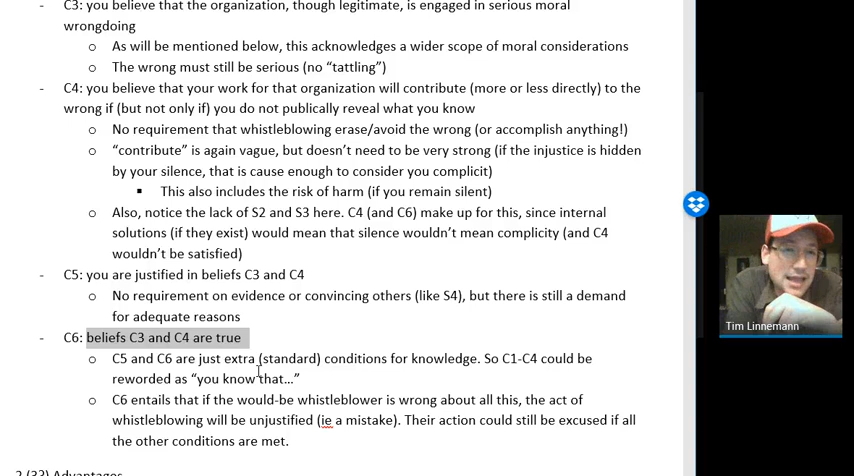 - C3: you believe that the organization, though legitimate, is engaged in serious moral
wrongdoing
o As will be mentioned below, this acknowledges a wider scope of moral considerations
o The wrong must still be serious (no “tattling”)
- C4: you believe that your work for that organization will contribute (more or less directly) to the
wrong if (but not only if) you do not publically reveal what you know
o No requirement that whistleblowing erase/avoid the wrong (or accomplish anything!)
o “contribute” is again vague, but doesn’t need to be very strong (if the injustice is hidden
by your silence, that is cause enough to consider you complicit)
▪ This also includes the risk of harm (if you remain silent)
o Also, notice the lack of S2 and S3 here. C4 (and C6) make up for this, since internal
solutions (if they exist) would mean that silence wouldn’t mean complicity (and C4
wouldn’t be satisfied)
- C5: you are justified in beliefs C3 and C4
o No requirement on evidence or convincing others (like S4), but there is still a demand
for adequate reasons
- C6: beliefs C3 and C4 are true
o C5 and C6 are just extra (standard) conditions for knowledge. So C1-C4 could be
reworded as “you know that…”
o C6 entails that if the would-be whistleblower is wrong about all this, the act of
whistleblowing will be unjustified (ie a mistake). Their action could still be excused if all
the other conditions are met.
2 (33) Advantages
Tim Linnemann